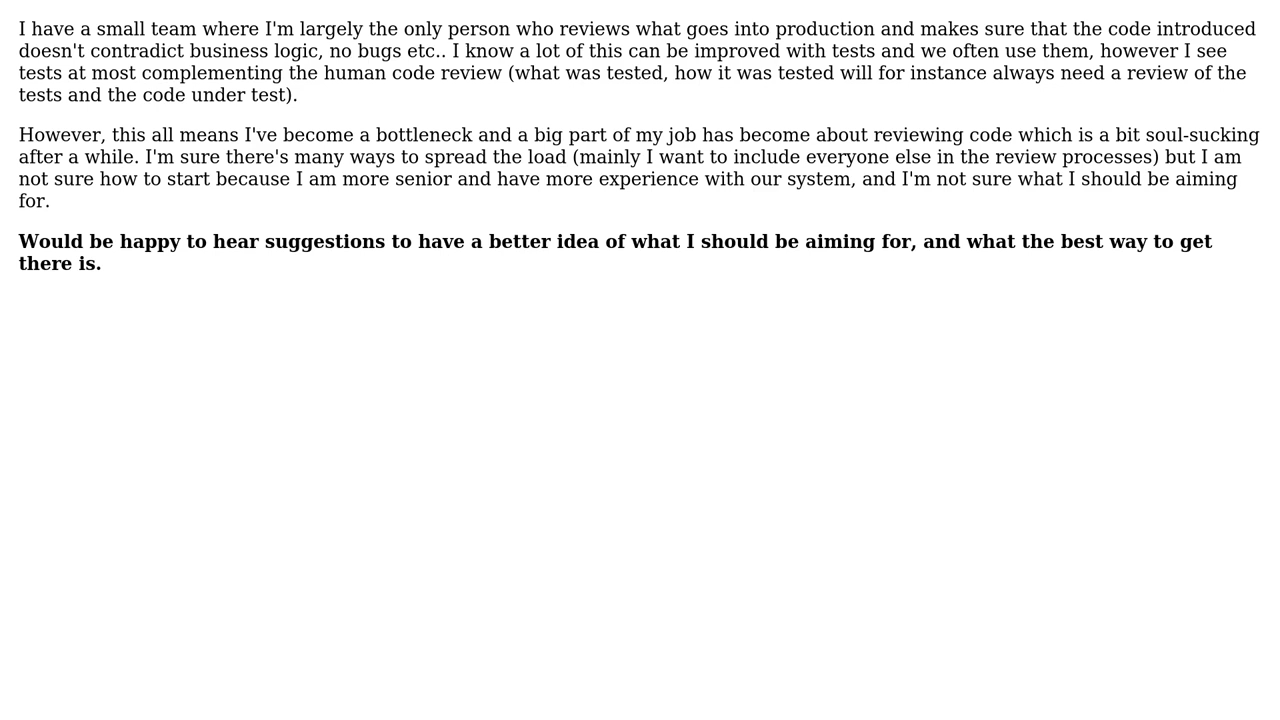 I have a small team where I'm largely the only person who reviews what goes into production and makes sure that the code introduced
doesn't contradict business logic, no bugs etc.. I know a lot of this can be improved with tests and we often use them, however I see
tests at most complementing the human code review (what was tested, how it was tested will for instance always need a review of the
tests and the code under test).
However, this all means I've become a bottleneck and a big part of my job has become about reviewing code which is a bit soul-sucking
after a while. I'm sure there's many ways to spread the load (mainly I want to include everyone else in the review processes) but I am
not sure how to start because I am more senior and have more experience with our system, and I'm not sure what I should be aiming
for.
Would be happy to hear suggestions to have a better idea of what I should be aiming for, and what the best way to get
there is.